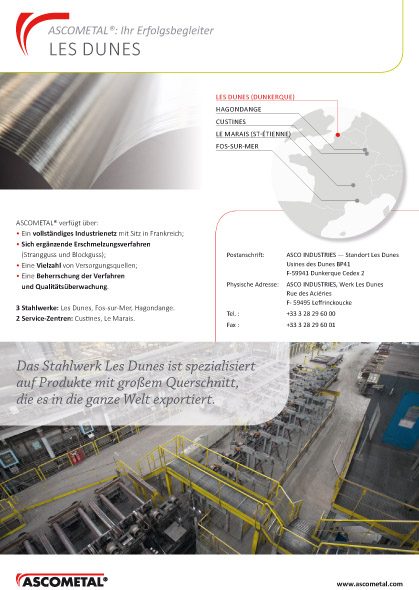 ASCOMETAL®: Ihr Erfolgsbegleiter
LES DUNES
LES DUNES (DUNKERQUE)
HAGONDANGE
CUSTINES
LE MARAIS (ST-ÉTIENNE)
FOS-SUR-MER
ASCOMETAL® verfügt über:
• Ein vollständiges Industrienetz mit Sitz in Frankreich;
• Sich ergänzende Erschmelzungsverfahren
(Strangguss und Blockguss);
• Eine Vielzahl von Versorgungsquellen;
• Eine Beherrschung der Verfahren
und Qualitätsüberwachung.
3 Stahlwerke: Les Dunes, Fos-sur-Mer, Hagondange.
2 Service-Zentren: Custines, Le Marais.
Postanschrift: ASCO INDUSTRIES — Standort Les Dunes
Usines des Dunes BP41
F-59941 Dunkerque Cedex 2
Physische Adresse: ASCO INDUSTRIES, Werk Les Dunes
Rue des Aciéries
F- 59495 Leffrinckoucke
Tel. : +33 3 28 29 60 00
Fax : +33 3 28 29 60 01
Das Stahlwerk Les Dunes ist spezialisiert
auf Produkte mit großem Querschnitt,
die es in die ganze Welt exportiert.
ASCOMETAL®
www.ascometal.com